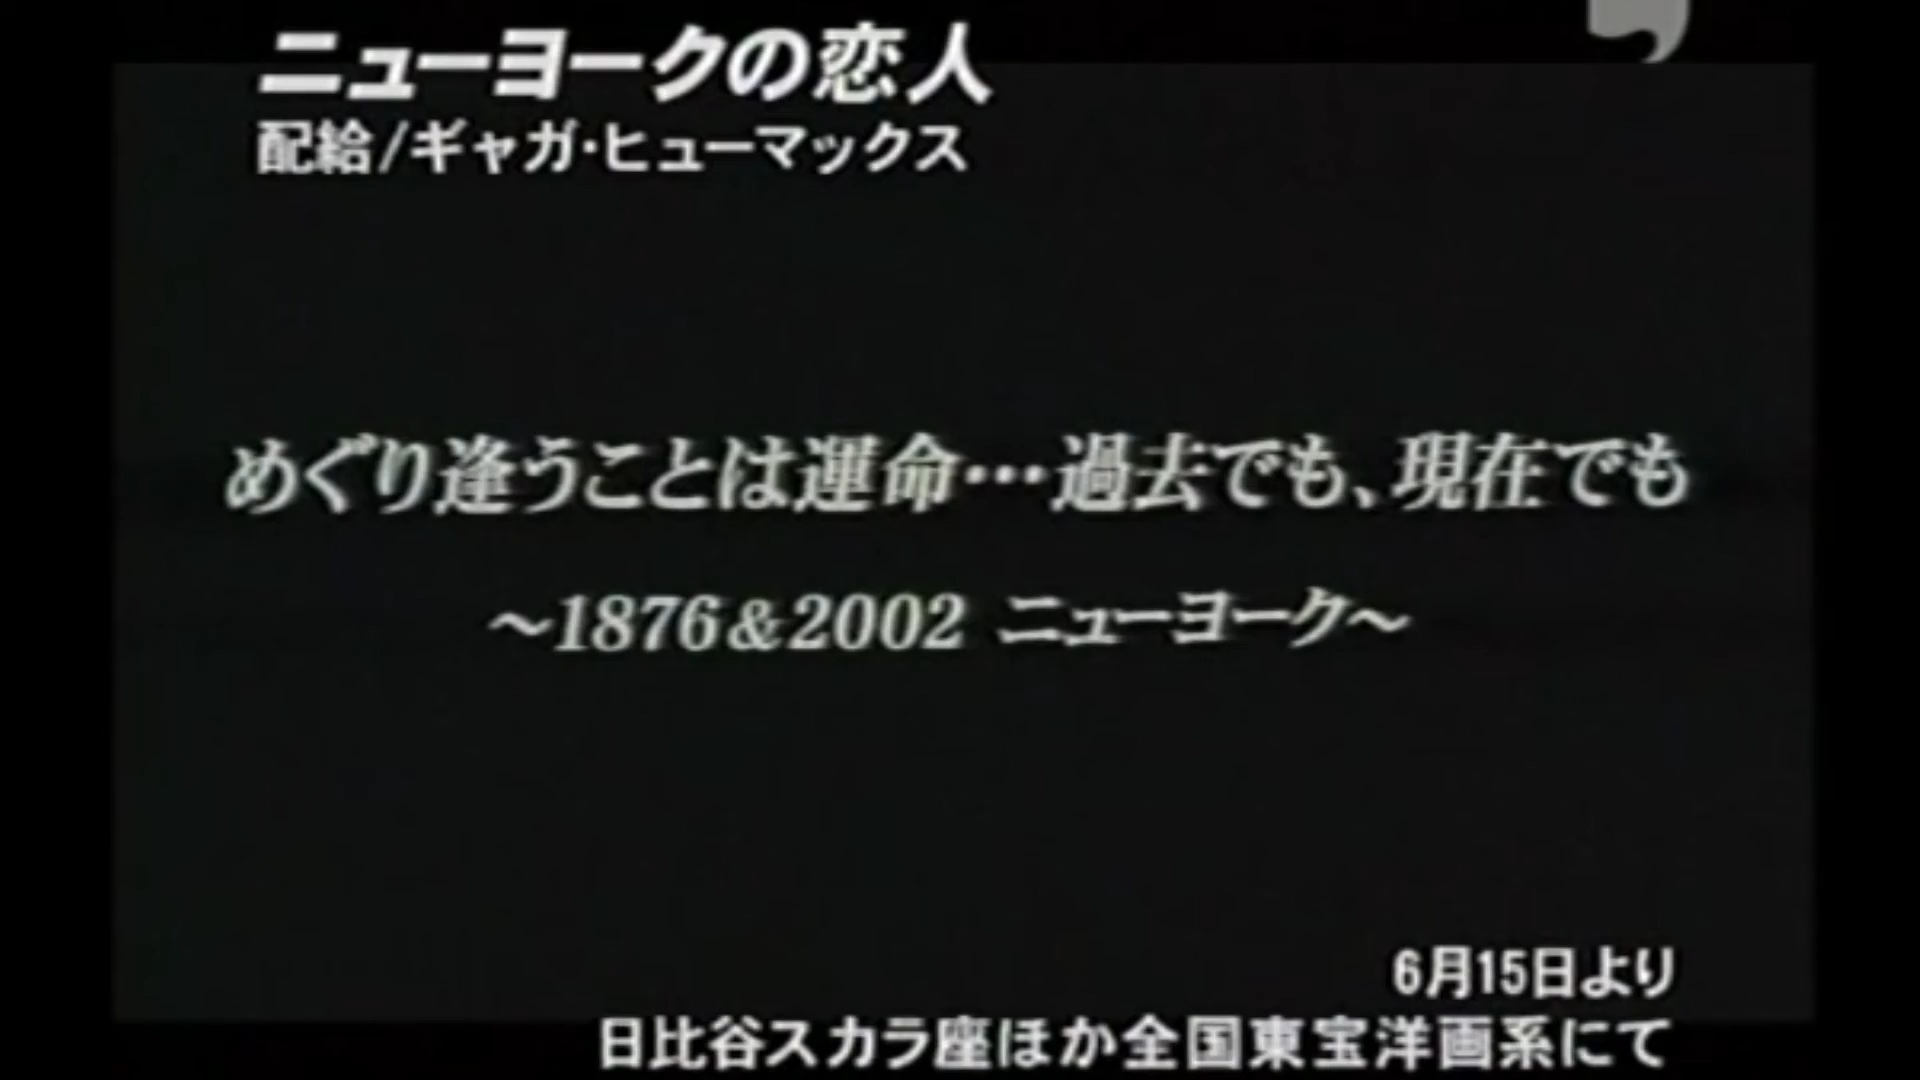 ニューヨークの恋人
配給/ギャガ・ヒューマックス
めぐり逢うことは運命…過去でも、現在でも
～1876＆2002 ニューヨーク～
6月15日より
日比谷スカラ座ほか全国東宝洋画系にて